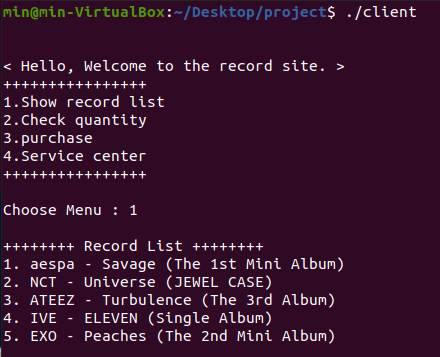 min@min-VirtualBox:~/Desktop/project$ ./client
< Hello, Welcome to the record site. >
++++++++++++++++
1.Show record list
2.Check quantity
3.purchase
4.Service center
++++++++++++++++
Choose Menu : 1
++++++++ Record List ++++++++
1. aespa - Savage (The 1st Mini Album)
2. NCT - Universe (JEWEL CASE)
3. ATEEZ - Turbulence (The 3rd Album)
4. IVE - ELEVEN (Single Album)
5. EXO - Peaches (The 2nd Mini Album)